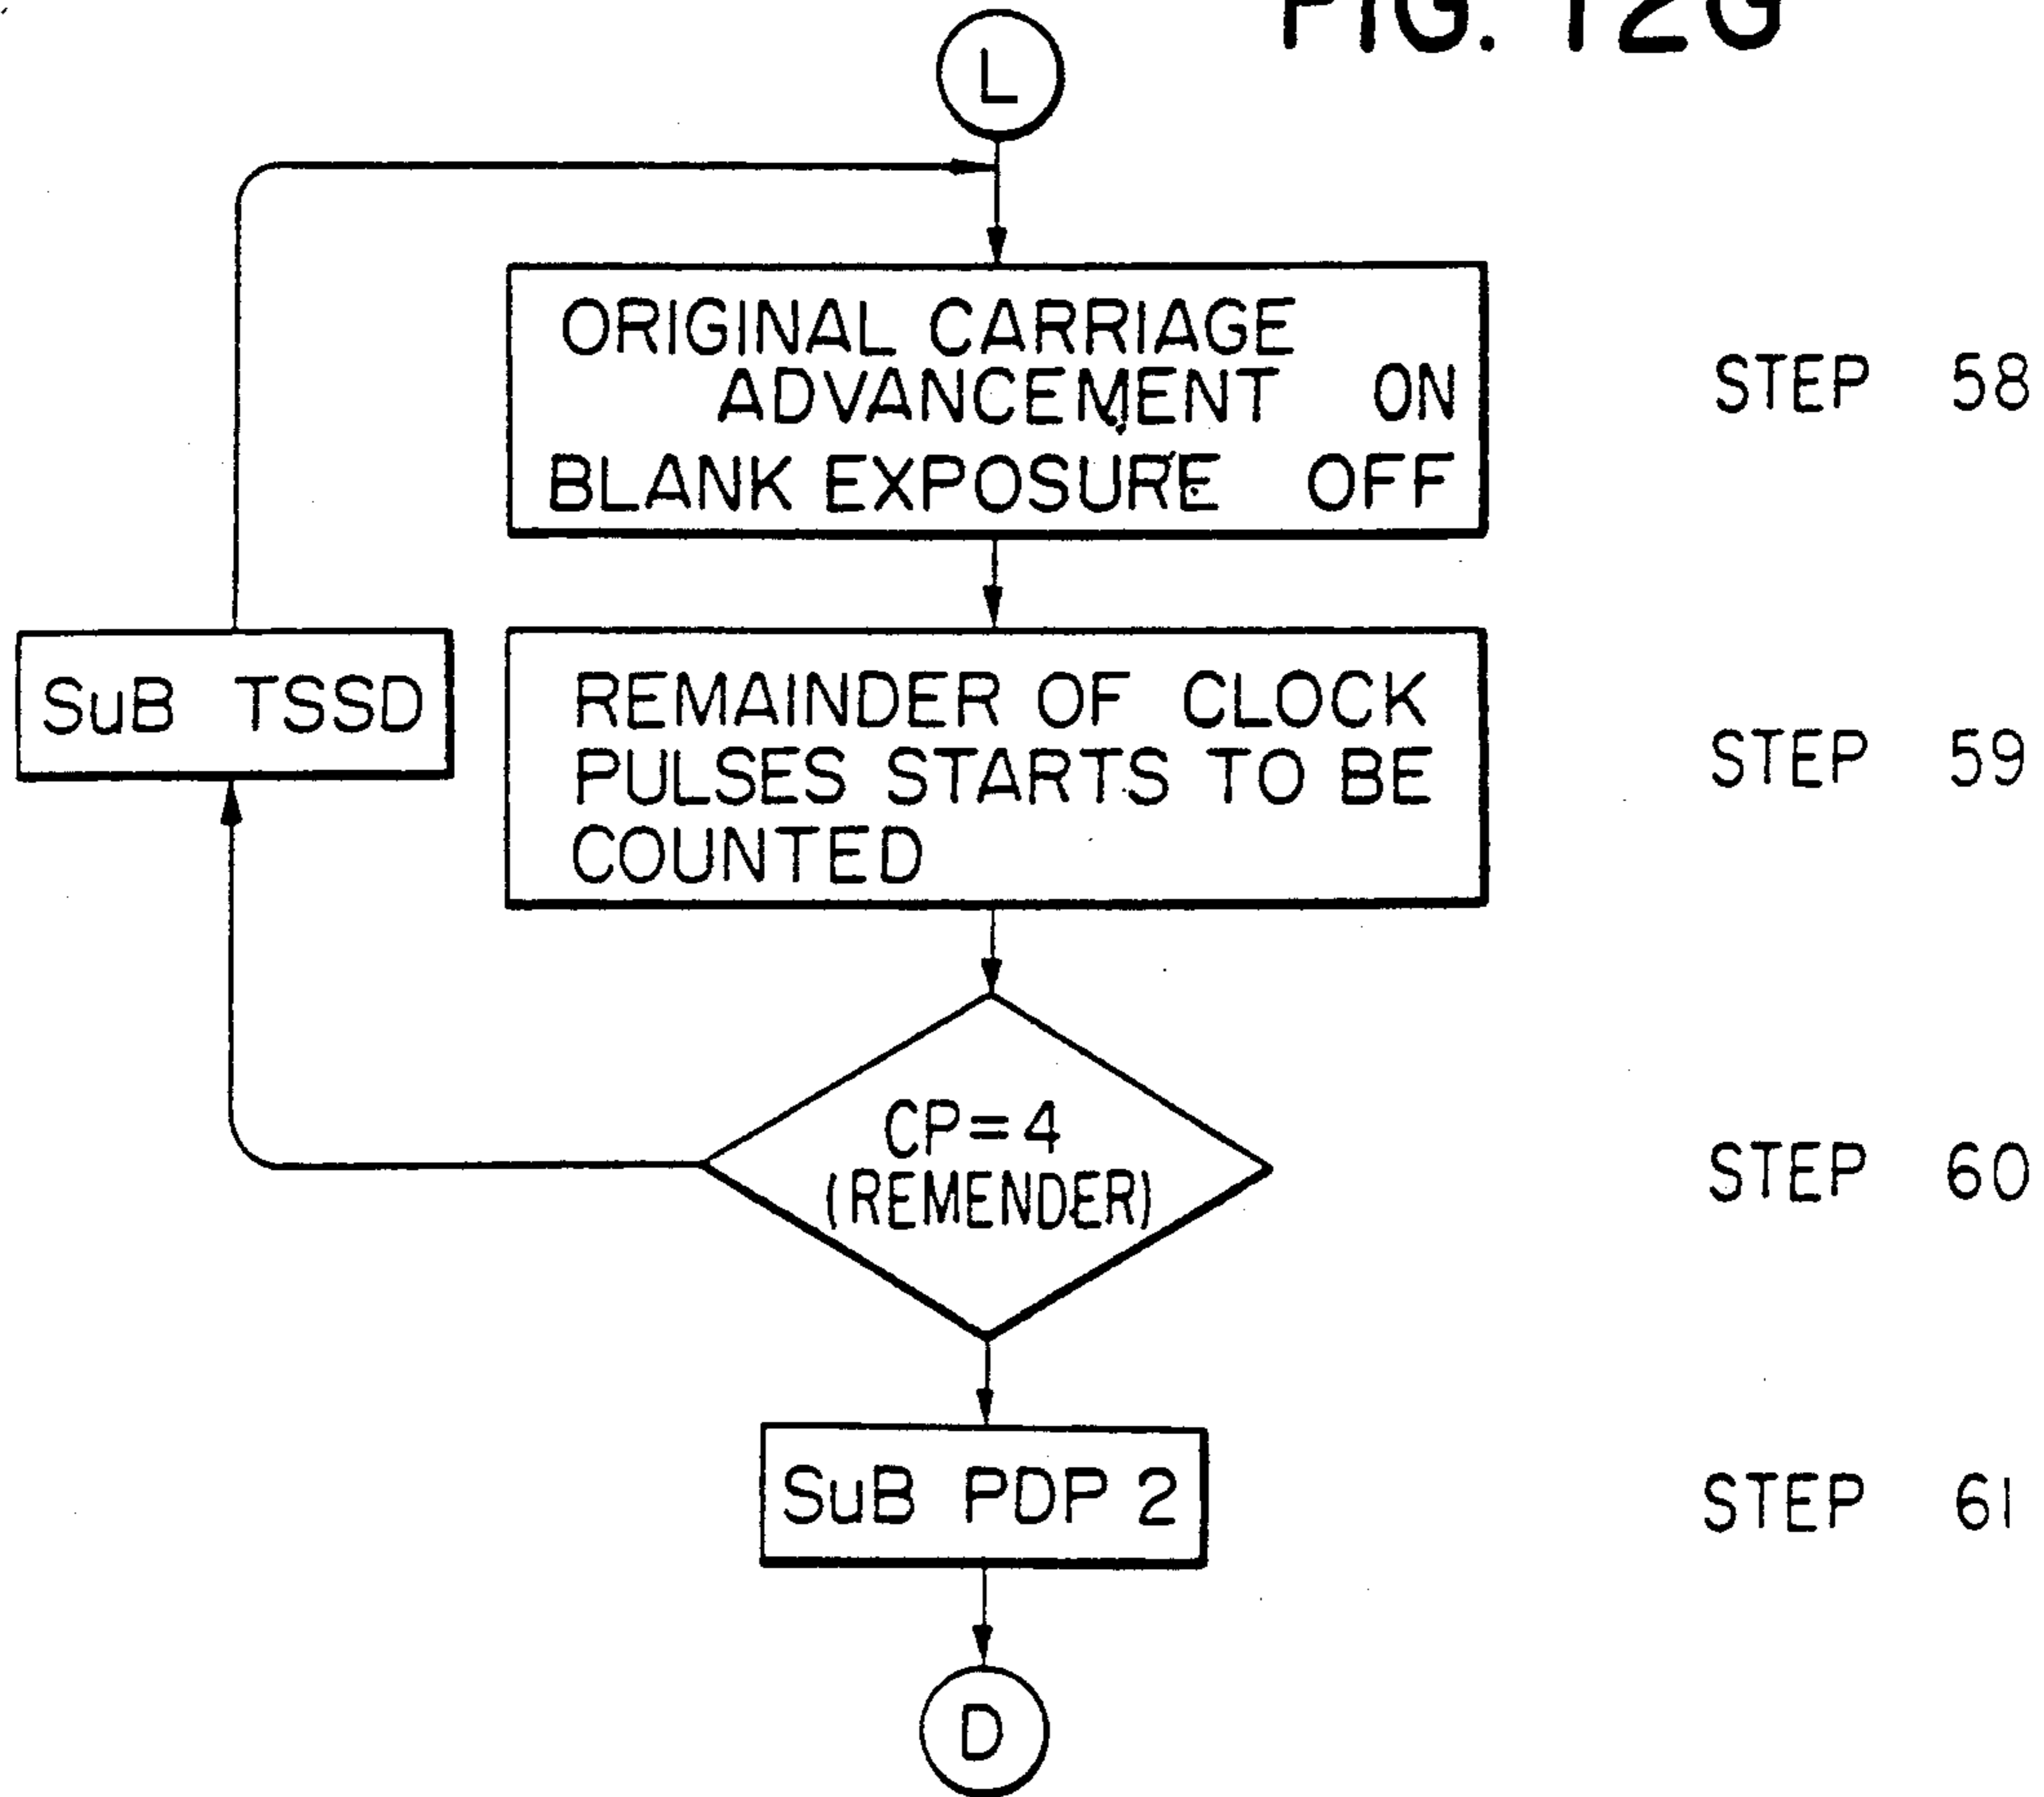 FIG. 12G
L
ORIGINAL CARRIAGE
ADVANCEMENT ON
BLANK EXPOSURE OFF
STEP 58
SuB TSSD
REMAINDER OF CLOCK
PULSES STARTS TO BE
COUNTED
STEP 59
CP=4
(REMENDER)
STEP 60
SuB PDP 2
STEP 61
D